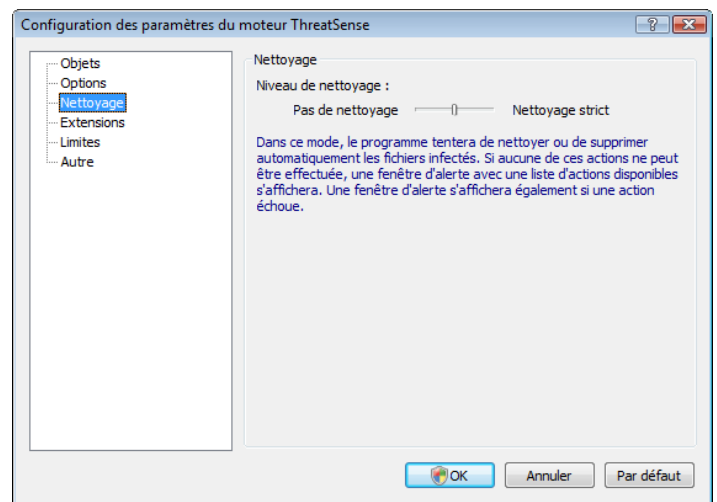 Configuration des paramètres du moteur ThreatSense
Objets
Options
Nettoyage
Extensions
Limites
Autre
Nettoyage
Niveau de nettoyage :
Pas de nettoyage Nettoyage strict
Dans ce mode, le programme tentera de nettoyer ou de supprimer
automatiquement les fichiers infectés. Si aucune de ces actions ne peut
être effectuée, une fenêtre d'alerte avec une liste d'actions disponibles
s'affichera. Une fenêtre d'alerte s'affichera également si une action
échoue.
OK Annuler Par défaut